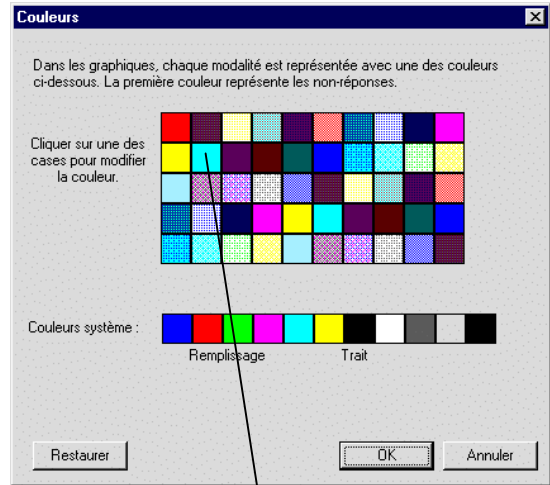 Couleurs
Dans les graphiques, chaque modalité est représentée avec une des couleurs
ci-dessous. La première couleur représente les non-réponses.
Cliquer sur une des
cases pour modifier
la couleur.
Couleurs système :
Remplissage Trait
Restaurer OK Annuler